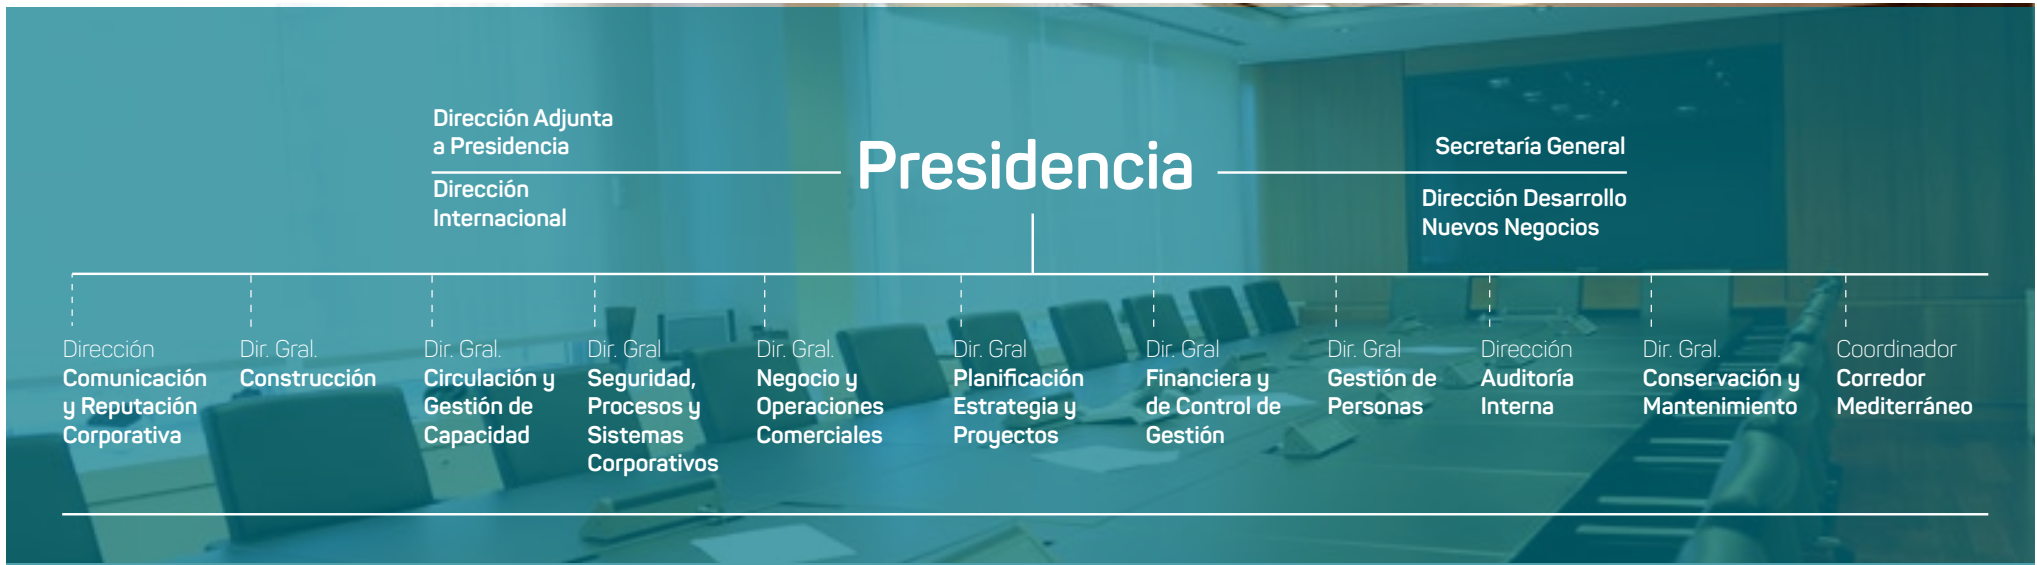 Dirección Adjunta
a Presidencia
Dirección
Internacional
Presidencia
Secretaría General
Dirección Desarrollo
Nuevos Negocios
Dirección
Comunicación
y Reputación
Corporativa
Dir. Gral.
Construcción
Dir. Gral.
Circulación y
Gestión de
Capacidad
Dir. Gral
Seguridad,
Procesos y
Sistemas
Corporativos
Dir. Gral.
Negocio y
Operaciones
Comerciales
Dir. Gral
Planificación
Estrategia y
Proyectos
Dir. Gral
Financiera y
de Control de
Gestión
Dir. Gral
Gestión de
Personas
Dirección
Auditoría
Interna
Dir. Gral.
Conservación y
Mantenimiento
Coordinador
Corredor
Mediterráneo